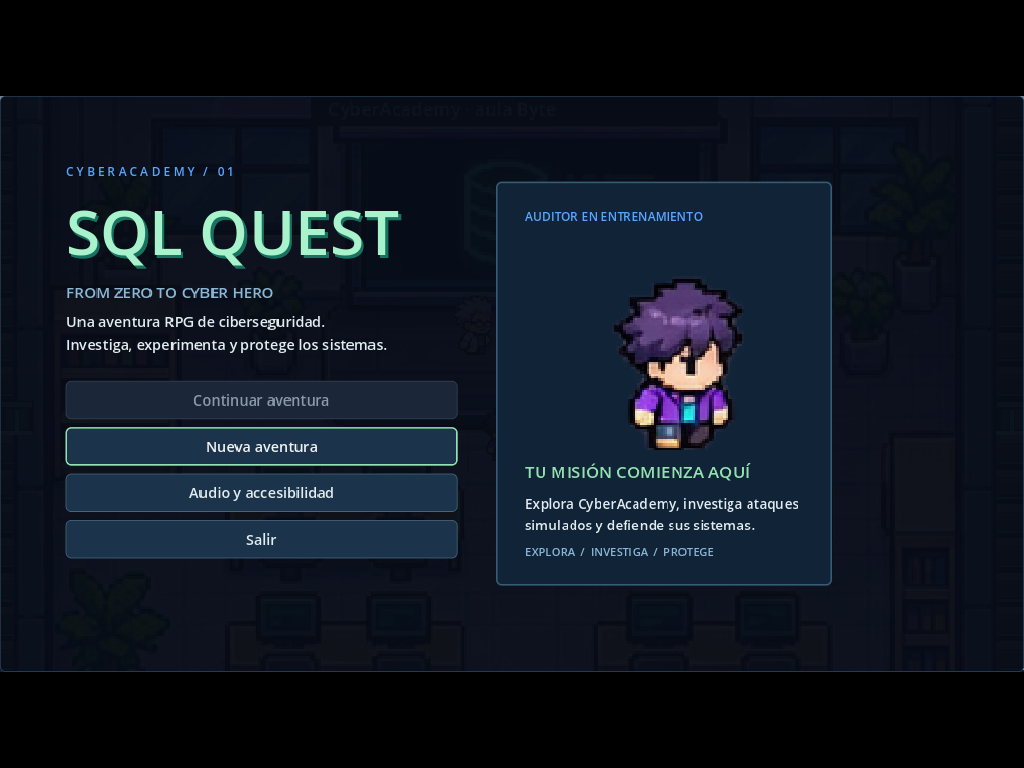 CyberAcademy · aula Byte
CYBERACADEMY / 01
SQL QUEST
FROM ZERO TO CYBER HERO
Una aventura RPG de ciberseguridad.
Investiga, experimenta y protege los sistemas.
Continuar aventura
Nueva aventura
Audio y accesibilidad
Salir
AUDITOR EN ENTRENAMIENTO
TU MISIÓN COMIENZA AQUÍ
Explora CyberAcademy, investiga ataques
simulados y defiende sus sistemas.
EXPLORA / INVESTIGA / PROTEGE